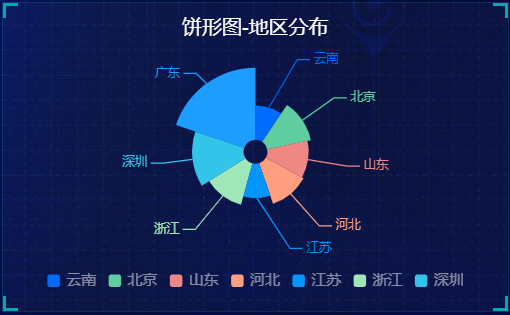 饼形图-地区分布
广东
云南
北京
深圳
山东
浙江
河北
江苏
云南 北京 山东 河北 江苏 浙江 深圳